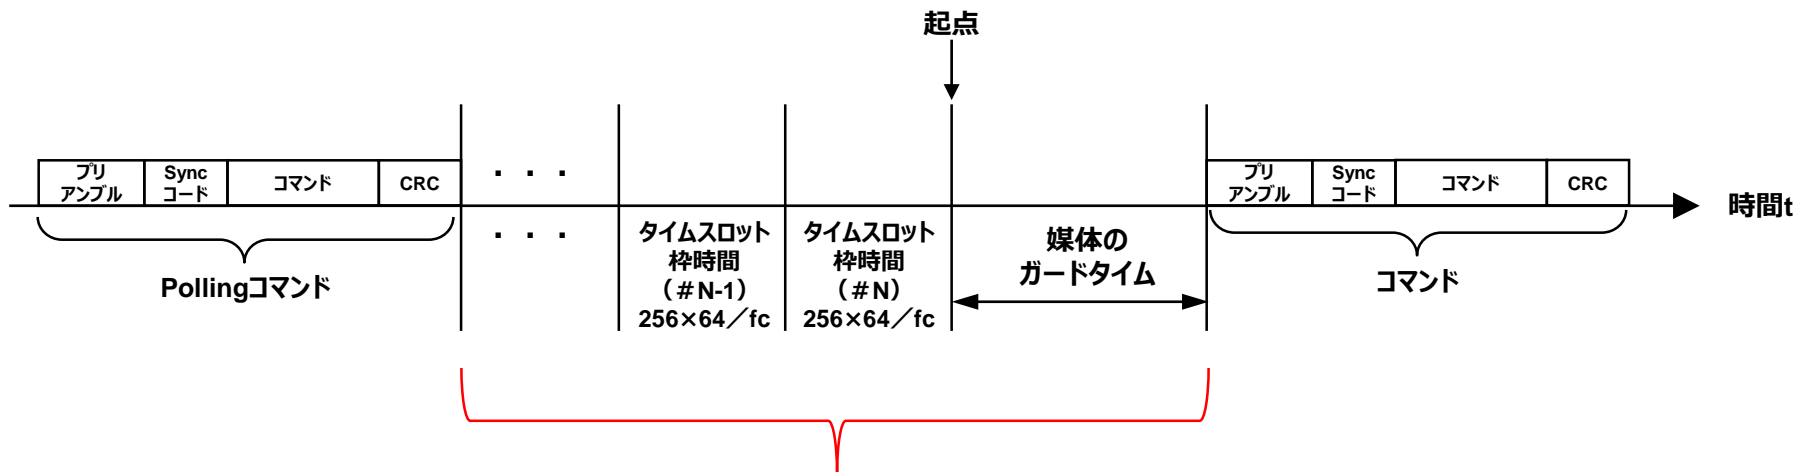 起点
プリ
アンブル
Sync
コード
コマンド
CRC
・・・
プリ
アンブル
Sync
コード
コマンド
CRC
時間t
・・・
タイムスロット
枠時間
(#N-1)
256×64/fc
タイムスロット
枠時間
(#N)
256×64/fc
媒体の
ガードタイム
Pollingコマンド
コマンド